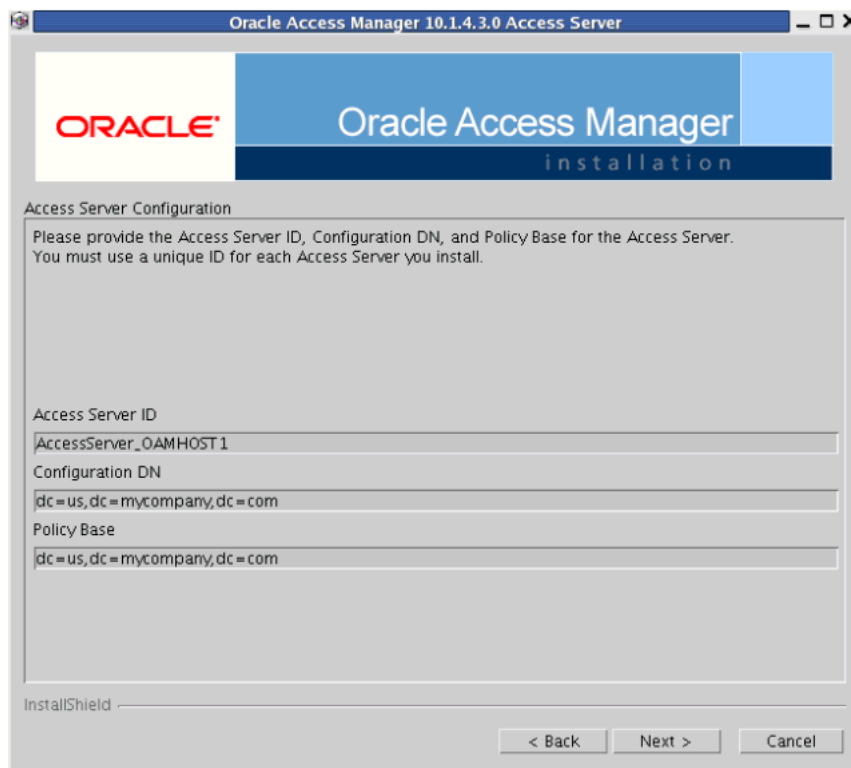 Oracle Access Manager 10.1.4.3.0 Access Server
ORACLE®
Oracle Access Manager
installation
Access Server Configuration
Please provide the Access Server ID, Configuration DN, and Policy Base for the Access Server.
You must use a unique ID for each Access Server you install.
Access Server ID
AccessServer_OAMHOST1
Configuration DN
dc=us,dc=mycompany,dc=com
Policy Base
dc=us,dc=mycompany,dc=com
InstallShield
< Back Next > Cancel